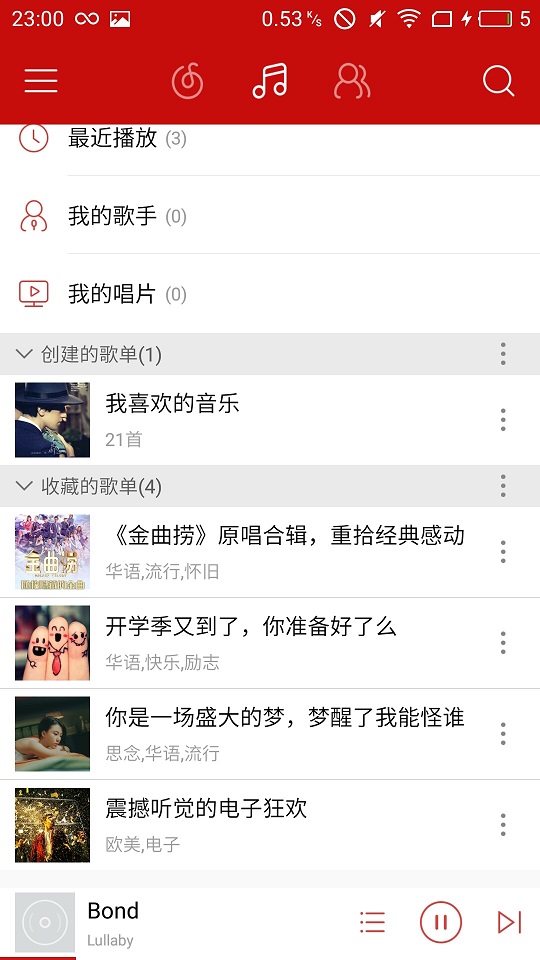 23:00
0.53 K/s
5
最近播放 (3)
我的歌手 (0)
我的唱片 (0)
创建的歌单(1)
我喜欢的音乐
21首
收藏的歌单(4)
金曲捞
《金曲捞》原唱合辑，重拾经典感动
华语,流行,怀旧
开学季又到了，你准备好了么
华语,快乐,励志
你是一场盛大的梦，梦醒了我能怪谁
思念,华语,流行
震撼听觉的电子狂欢
欧美,电子
Bond
Lullaby